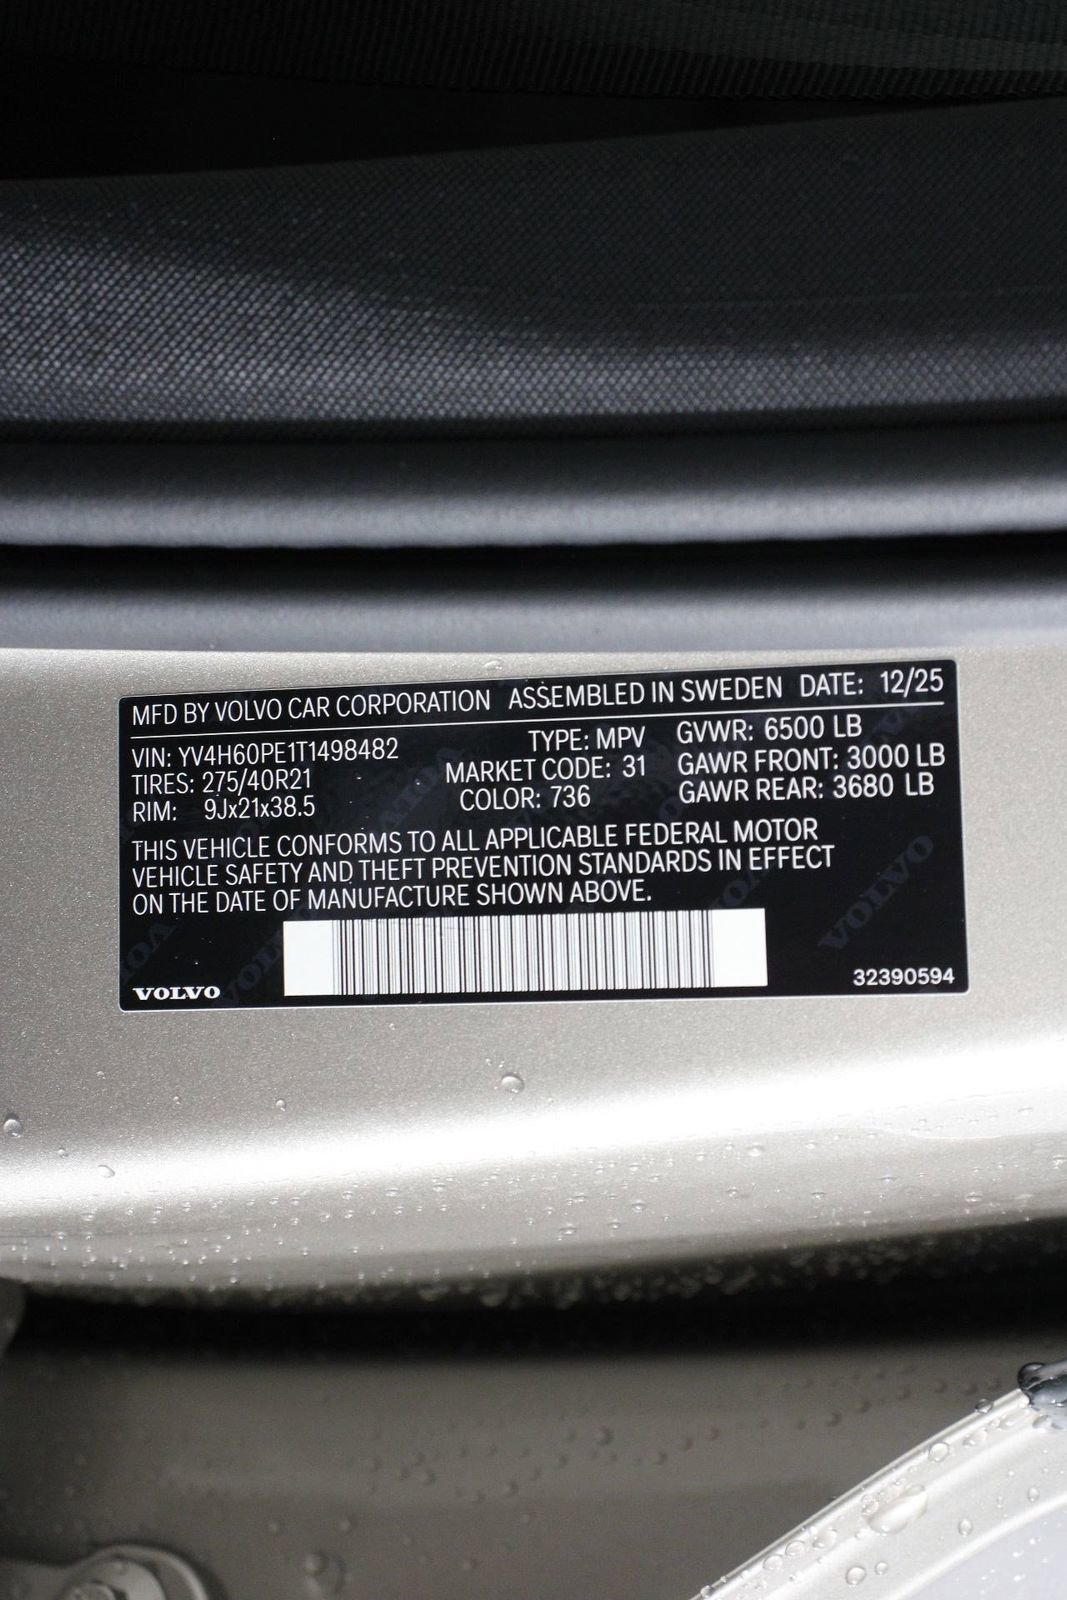 MFD BY VOLVO CAR CORPORATION ASSEMBLED IN SWEDEN DATE: 12/25
VIN: YV4H60PE1T1498482 TYPE: MPV GVWR: 6500 LB
TIRES: 275/40R21 MARKET CODE: 31 GAWR FRONT: 3000 LB
RIM: 9Jx21x38.5 COLOR: 736 GAWR REAR: 3680 LB
THIS VEHICLE CONFORMS TO ALL APPLICABLE FEDERAL MOTOR
VEHICLE SAFETY AND THEFT PREVENTION STANDARDS IN EFFECT
ON THE DATE OF MANUFACTURE SHOWN ABOVE.
VOLVO
VOLVO 32390594